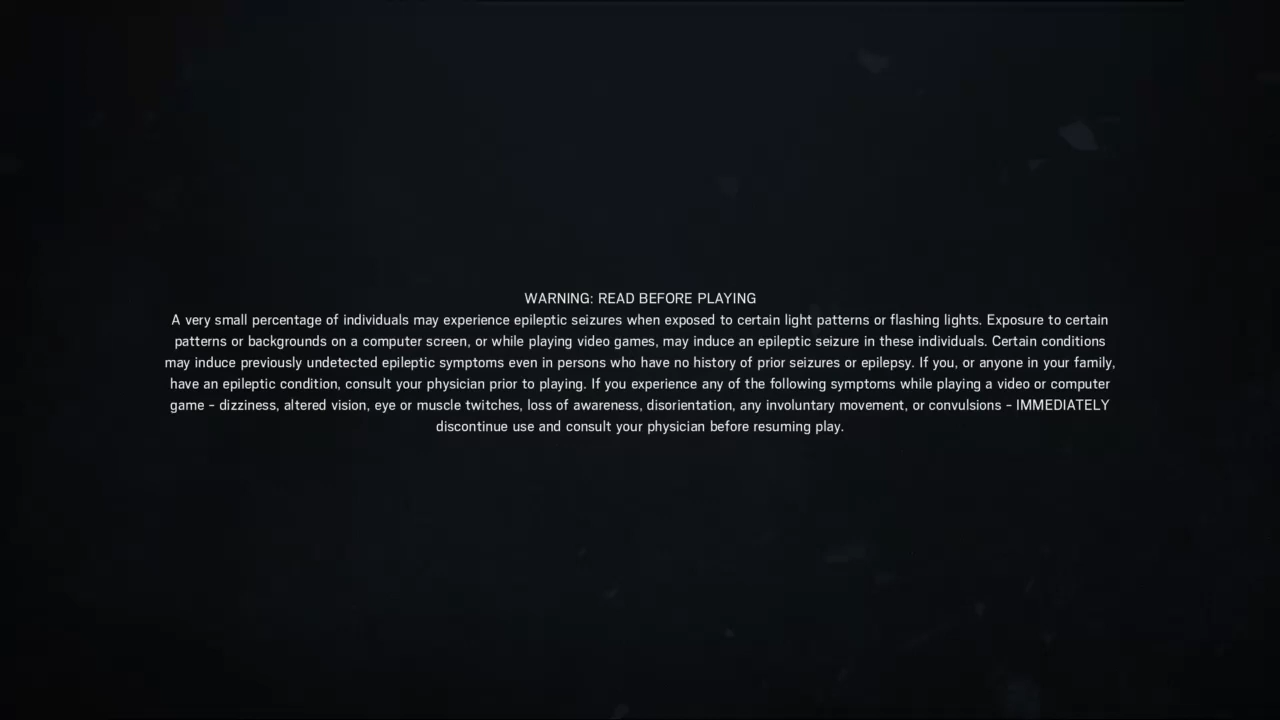 WARNING: READ BEFORE PLAYING
A very small percentage of individuals may experience epileptic seizures when exposed to certain light patterns or flashing lights. Exposure to certain
patterns or backgrounds on a computer screen, or while playing video games, may induce an epileptic seizure in these individuals. Certain conditions
may induce previously undetected epileptic symptoms even in persons who have no history of prior seizures or epilepsy. If you, or anyone in your family,
have an epileptic condition, consult your physician prior to playing. If you experience any of the following symptoms while playing a video or computer
game - dizziness, altered vision, eye or muscle twitches, loss of awareness, disorientation, any involuntary movement, or convulsions - IMMEDIATELY
discontinue use and consult your physician before resuming play.